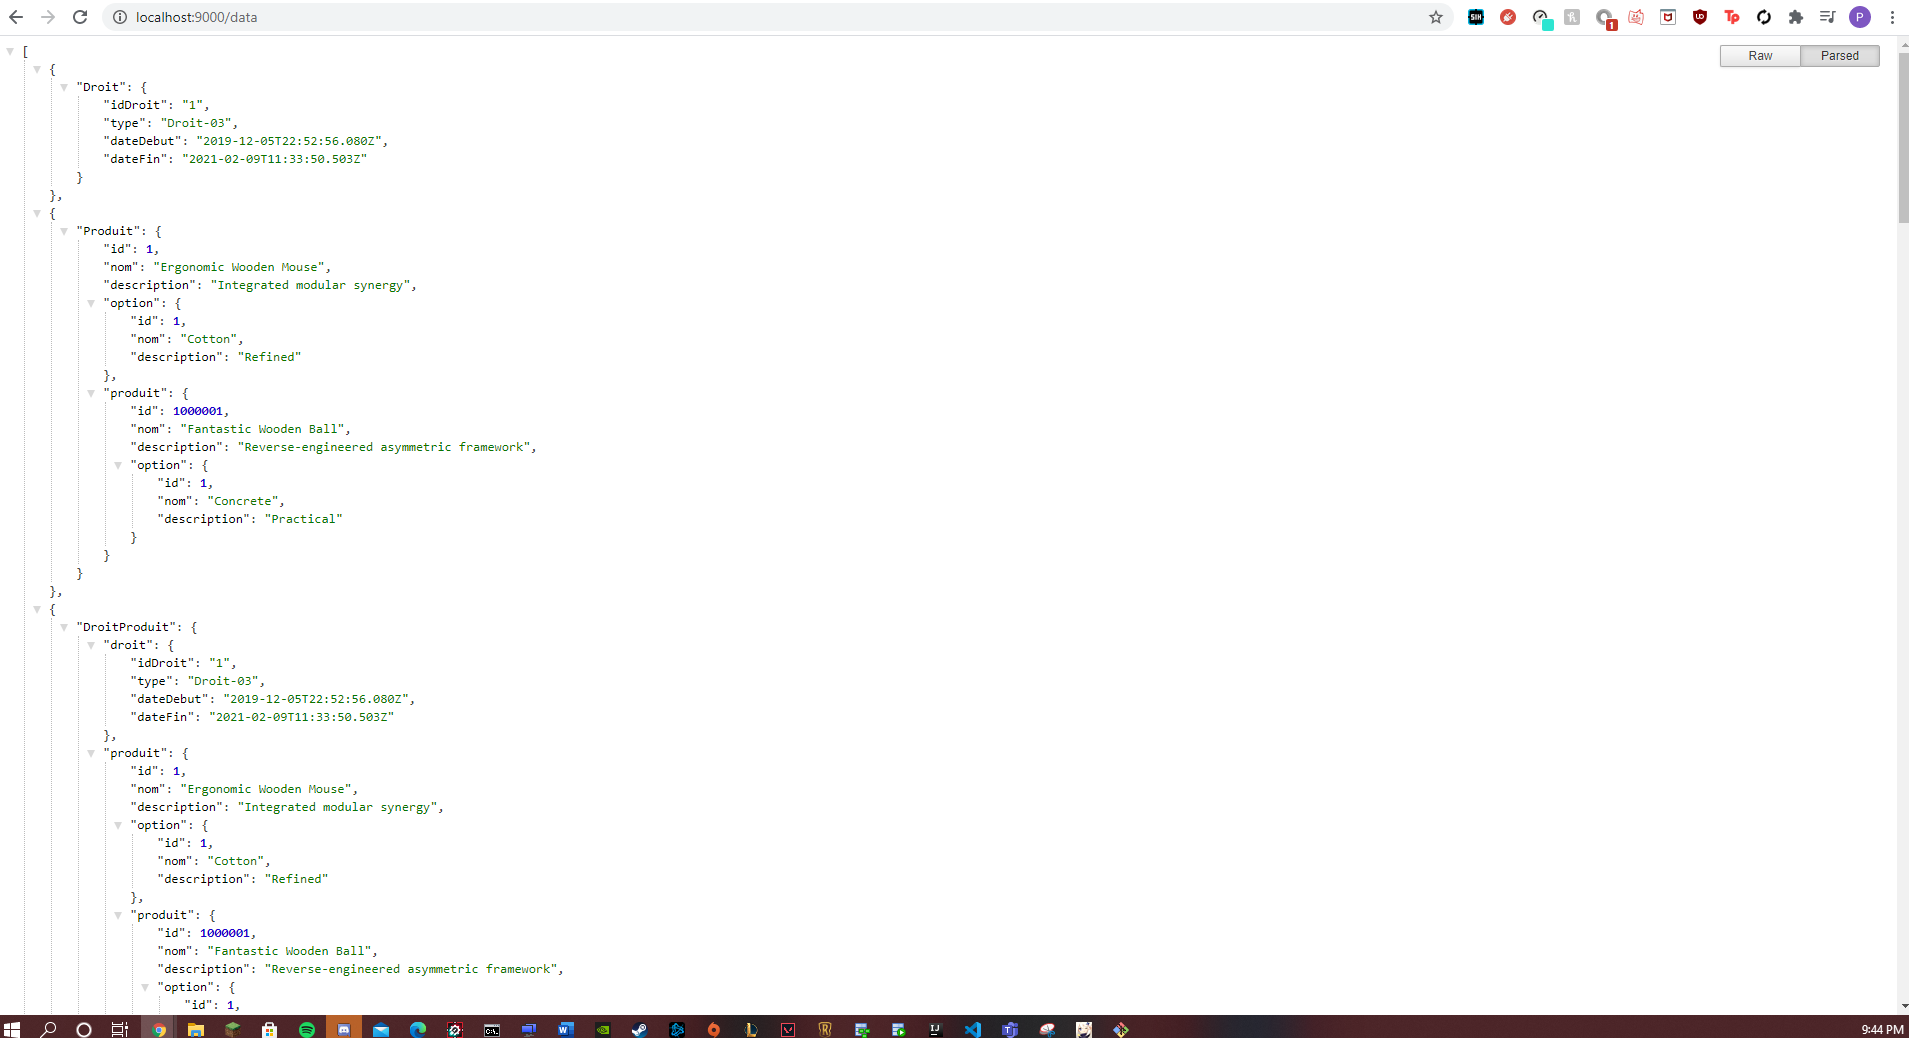 localhost:9000/data
Raw Parsed
[
{
"Droit": {
"idDroit": "1",
"type": "Droit-03",
"dateDebut": "2019-12-05T22:52:56.080Z",
"dateFin": "2021-02-09T11:33:50.503Z"
}
},
{
"Produit": {
"id": 1,
"nom": "Ergonomic Wooden Mouse",
"description": "Integrated modular synergy",
"option": {
"id": 1,
"nom": "Cotton",
"description": "Refined"
},
"produit": {
"id": 1000001,
"nom": "Fantastic Wooden Ball",
"description": "Reverse-engineered asymmetric framework",
"option": {
"id": 1,
"nom": "Concrete",
"description": "Practical"
}
}
}
},
{
"DroitProduit": {
"droit": {
"idDroit": "1",
"type": "Droit-03",
"dateDebut": "2019-12-05T22:52:56.080Z",
"dateFin": "2021-02-09T11:33:50.503Z"
},
"produit": {
"id": 1,
"nom": "Ergonomic Wooden Mouse",
"description": "Integrated modular synergy",
"option": {
"id": 1,
"nom": "Cotton",
"description": "Refined"
},
"produit": {
"id": 1000001,
"nom": "Fantastic Wooden Ball",
"description": "Reverse-engineered asymmetric framework",
"option": {
"id": 1,
9:44 PM